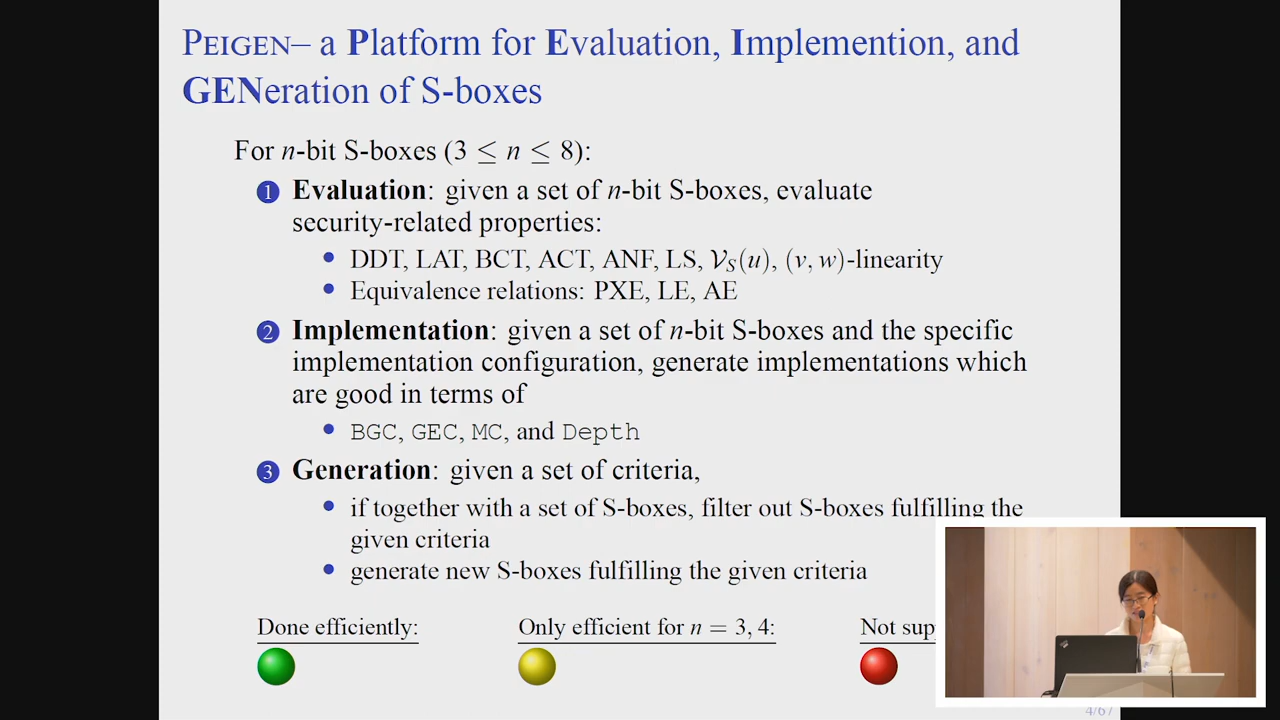 PEIGEN– a Platform for Evaluation, Implemention, and
GENeration of S-boxes
For n-bit S-boxes (3 ≤ n ≤ 8):
1 Evaluation: given a set of n-bit S-boxes, evaluate
security-related properties:
• DDT, LAT, BCT, ACT, ANF, LS, 𝒱S(u), (v, w)-linearity
• Equivalence relations: PXE, LE, AE
2 Implementation: given a set of n-bit S-boxes and the specific
implementation configuration, generate implementations which
are good in terms of
• BGC, GEC, MC, and Depth
3 Generation: given a set of criteria,
• if together with a set of S-boxes, filter out S-boxes fulfilling the
given criteria
• generate new S-boxes fulfilling the given criteria
Done efficiently: Only efficient for n = 3, 4: Not
4/67